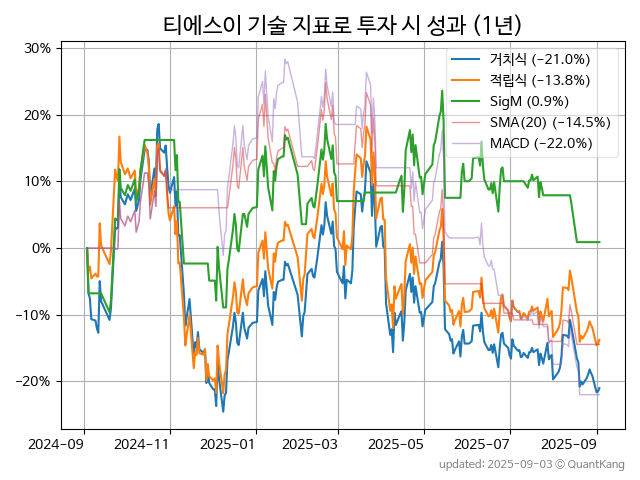 티에스이 기술 지표로 투자 시 성과 (1년)
30%
20%
10%
0%
−10%
−20%
거치식 (−21.0%)
적립식 (−13.8%)
SigM (0.9%)
SMA(20) (−14.5%)
MACD (−22.0%)
2024-09
2024-11
2025-01
2025-03
2025-05
2025-07
2025-09
updated: 2025-09-03 ⓒ QuantKang